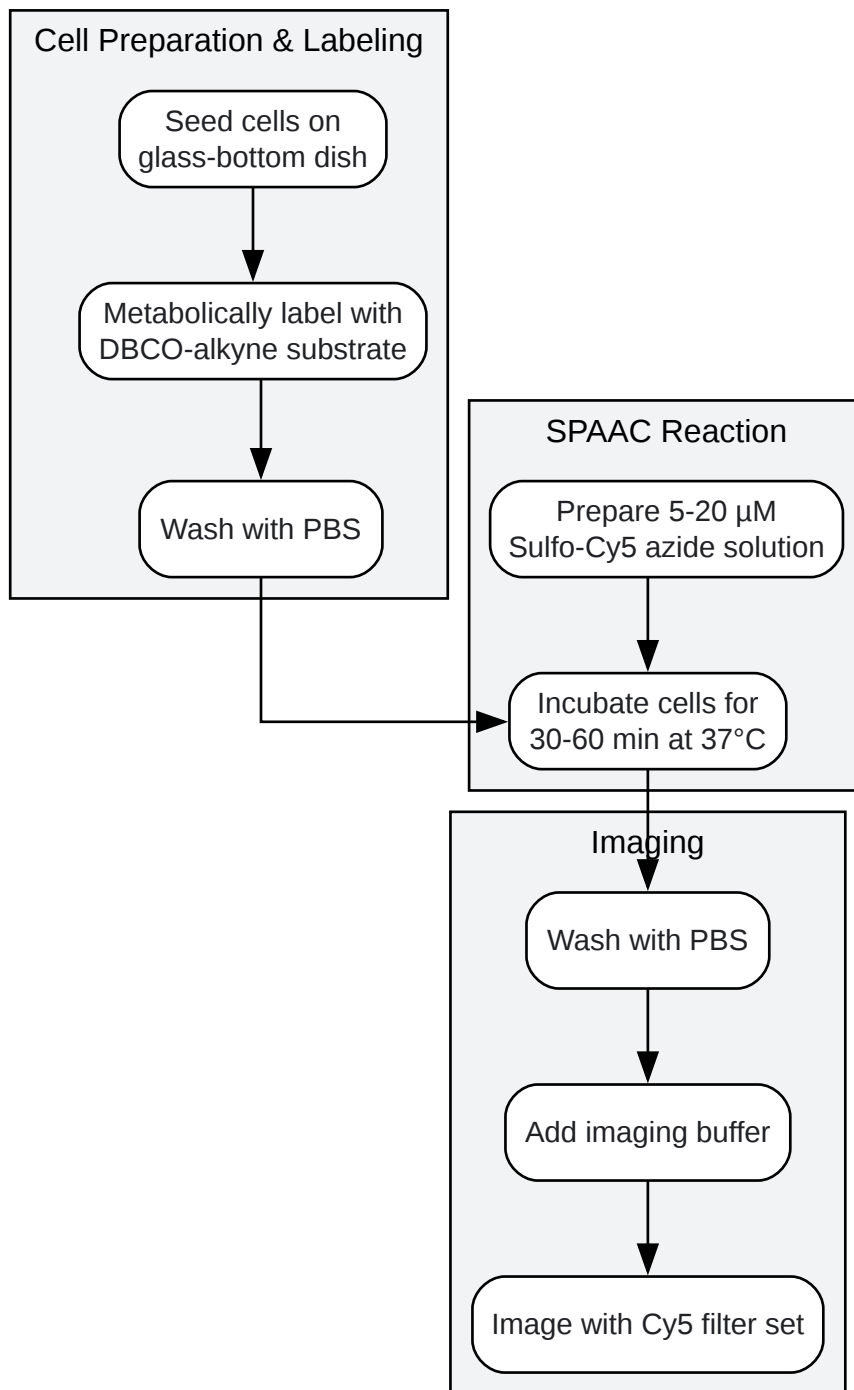 Cell Preparation & Labeling
Seed cells on
glass-bottom dish
Metabolically label with
DBCO-alkyne substrate
Wash with PBS
SPAAC Reaction
Prepare 5-20 µM
Sulfo-Cy5 azide solution
Incubate cells for
30-60 min at 37°C
Imaging
Wash with PBS
Add imaging buffer
Image with Cy5 filter set